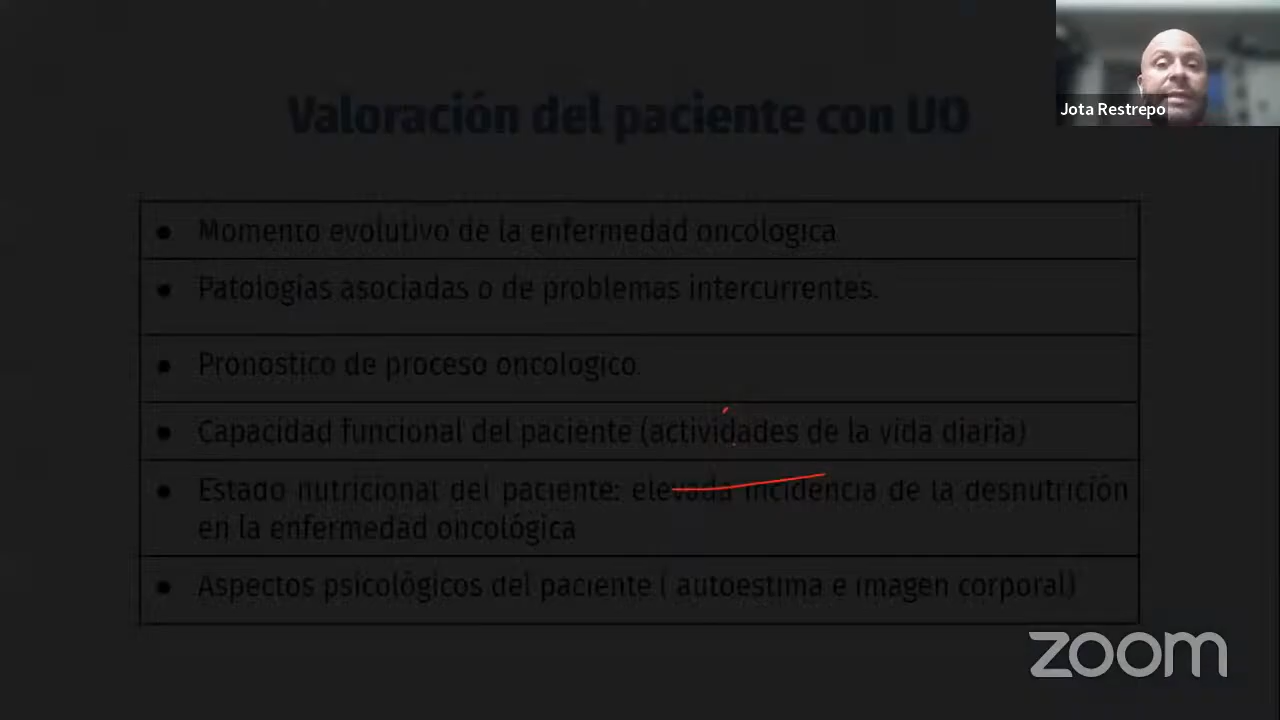 Jota Restrepo
Valoración del paciente con UO
• Momento evolutivo de la enfermedad oncologica.
• Patologías asociadas o de problemas intercurrentes.
• Pronostico de proceso oncologico.
• Capacidad funcional del paciente (actividades de la vida diaria)
• Estado nutricional del paciente: elevada incidencia de la desnutrición
en la enfermedad oncológica
• Aspectos psicológicos del paciente ( autoestima e imagen corporal)
zoom